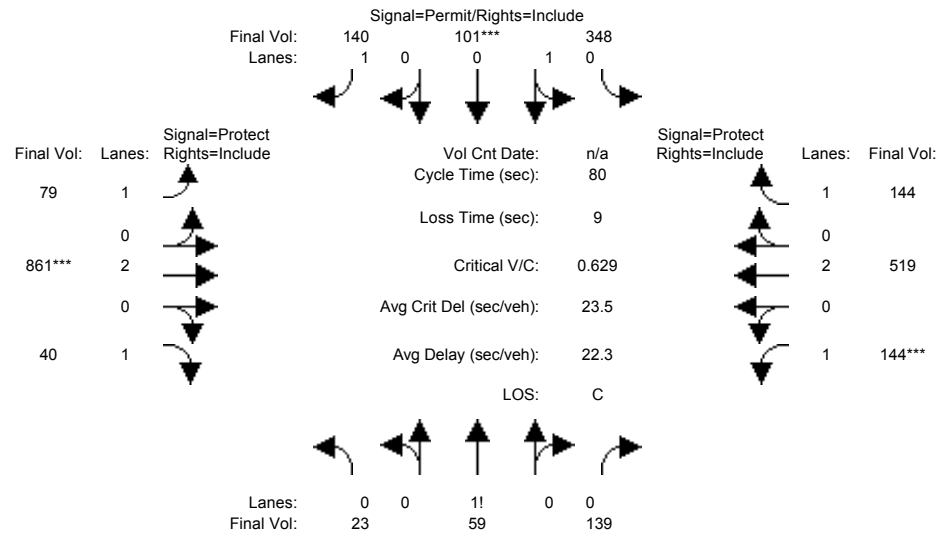 Signal=Permit/Rights=Include
Final Vol: 140 101*** 348
Lanes: 1 0 0 1 0
Signal=Protect Signal=Protect
Final Vol: Lanes: Rights=Include Vol Cnt Date: n/a Rights=Include Lanes: Final Vol:
Cycle Time (sec): 80
79 1 1 144
Loss Time (sec): 9
0 0
861*** 2 Critical V/C: 0.629 2 519
0 Avg Crit Del (sec/veh): 23.5 0
40 1 Avg Delay (sec/veh): 22.3 1 144***
LOS: C
Lanes: 0 0 1! 0 0
Final Vol: 23 59 139